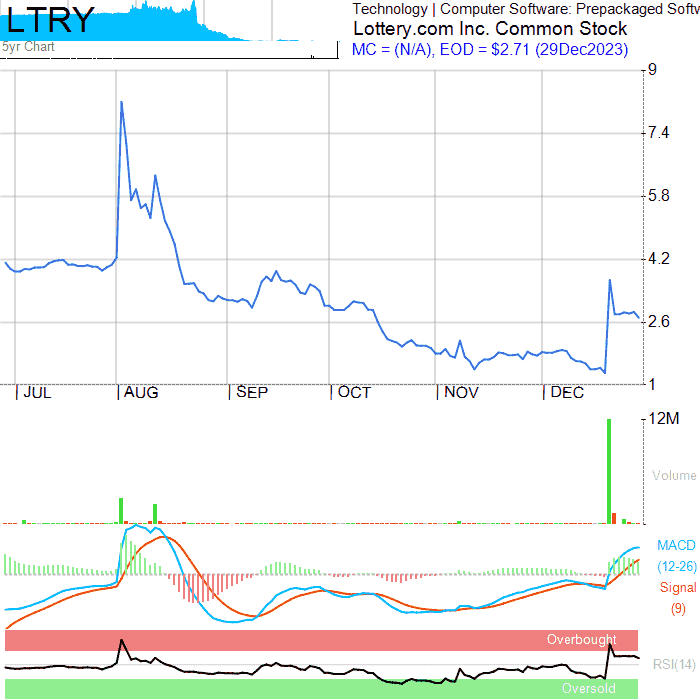 LTRY
5yr Chart
Technology | Computer Software: Prepackaged Softw
Lottery.com Inc. Common Stock
MC = (N/A), EOD = $2.71 (29Dec2023)
9
7.4
5.8
4.2
2.6
1
JUL AUG SEP OCT NOV DEC
12M
Volume
MACD
(12-26)
Signal
(9)
Overbought
RSI(14)
Oversold